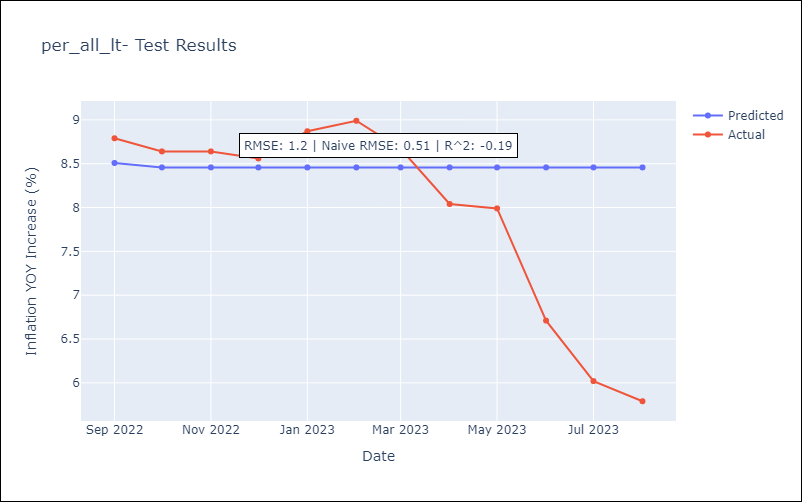 per_all_lt- Test Results
Predicted
Actual
RMSE: 1.2 | Naive RMSE: 0.51 | R^2: -0.19
Inflation YOY Increase (%)
9
8.5
8
7.5
7
6.5
6
Sep 2022
Nov 2022
Jan 2023
Mar 2023
May 2023
Jul 2023
Date